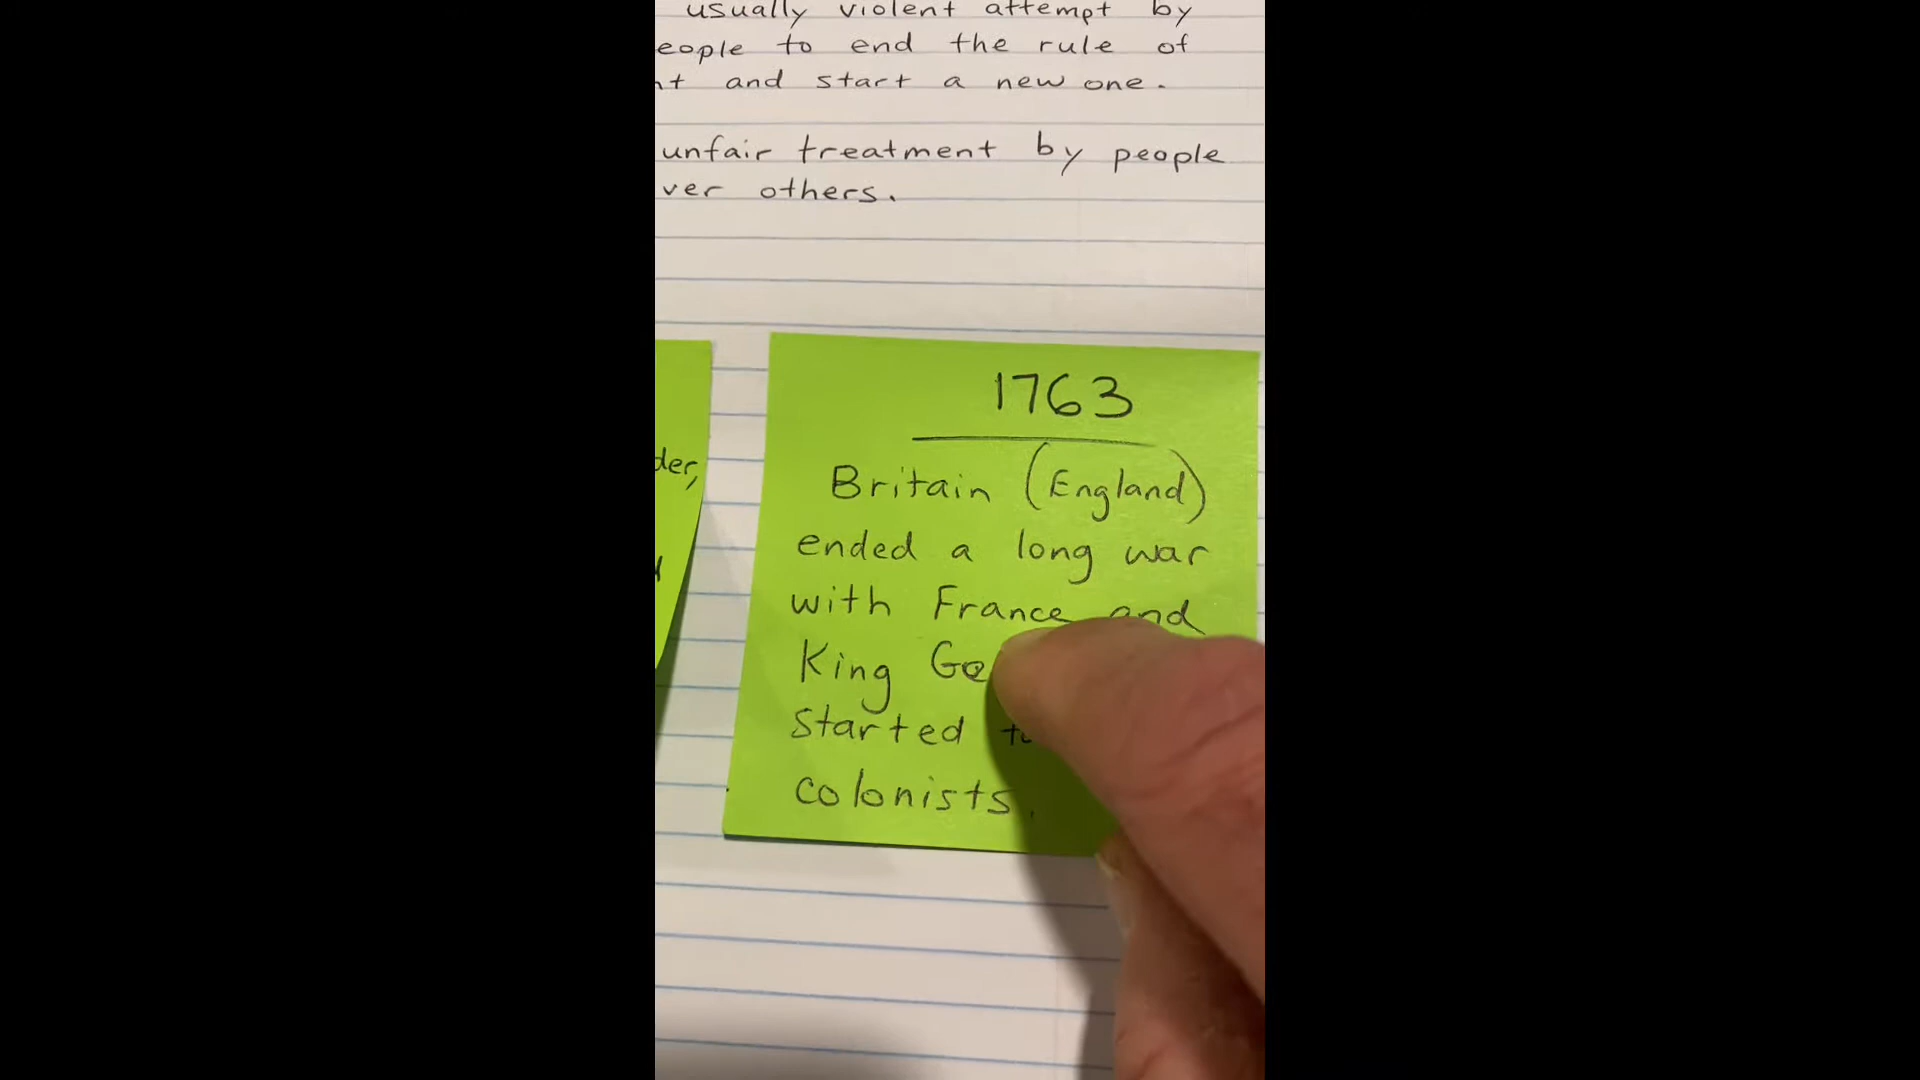 usually violent attempt by
eople to end the rule of
nt and start a new one.
unfair treatment by people
ver others.
der,
1763
Britain (England)
ended a long war
with France and
King Ge
started t
colonists.